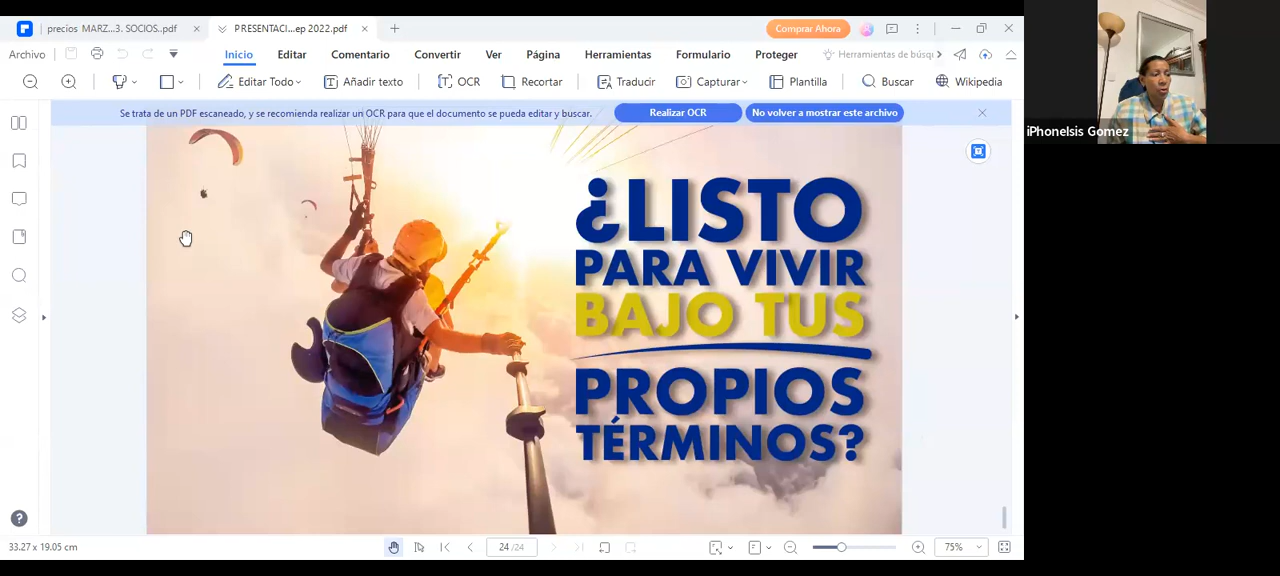 precios MARZ...3. SOCIOS..pdf
PRESENTACI...ep 2022.pdf
Comprar Ahora
Archivo
Inicio
Editar
Comentario
Convertir
Ver
Página
Herramientas
Formulario
Proteger
Herramientas de búsq
Editar Todo
Añadir texto
OCR
Recortar
Traducir
Capturar
Plantilla
Buscar
Wikipedia
Se trata de un PDF escaneado, y se recomienda realizar un OCR para que el documento se pueda editar y buscar.
Realizar OCR
No volver a mostrar este archivo
iPhoneIsis Gomez
¿LISTO
PARA VIVIR
BAJO TUS
PROPIOS
TÉRMINOS?
33.27 x 19.05 cm
24 /24
75%